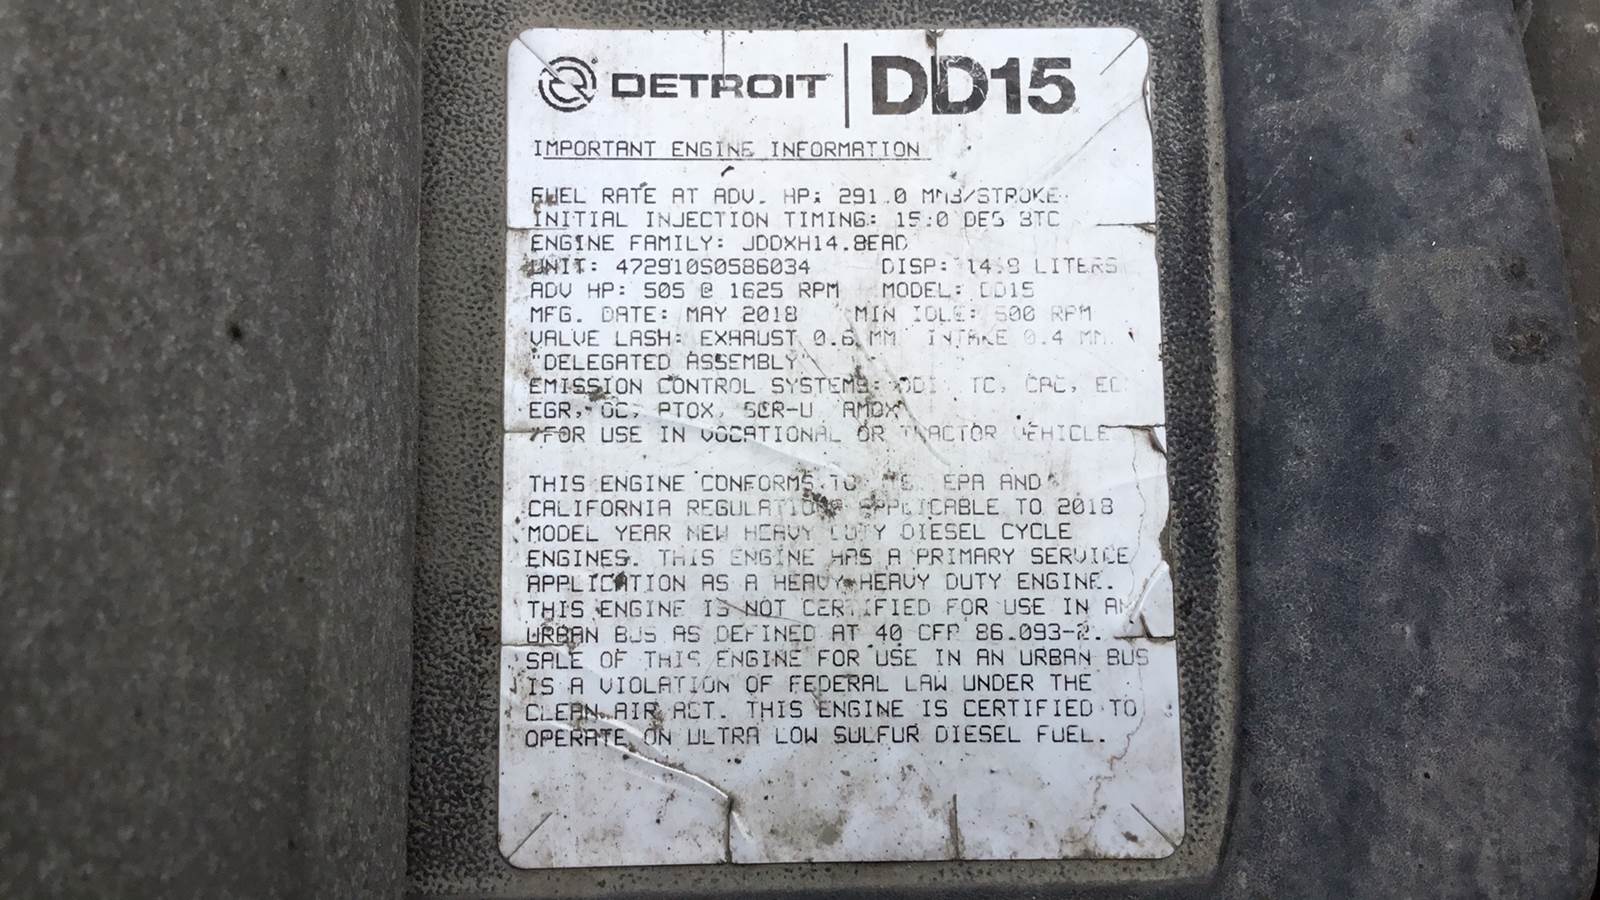 DETROIT | DD15
IMPORTANT ENGINE INFORMATION
FUEL RATE AT ADV. HP: 291.0 MM3/STROKE
INITIAL INJECTION TIMING: 15.0 DEG BTC
ENGINE FAMILY: JDDXH14.8EAD
UNIT: 472910S0586034 DISP: 14.8 LITERS
ADV HP: 505 @ 1625 RPM MODEL: DD15
MFG. DATE: MAY 2018 MIN IDLE: 600 RPM
VALVE LASH: EXHAUST 0.6 MM INTAKE 0.4 MM.
"DELEGATED ASSEMBLY"
EMISSION CONTROL SYSTEMS: DDI, TC, CAC,
EGR, OC, PTOX, SCR-U AMOX
*FOR USE IN VOCATIONAL OR TRACTOR VEHICLE
THIS ENGINE CONFORMS TO EPA AND
CALIFORNIA REGULATIONS APPLICABLE TO 2018
MODEL YEAR NEW HEAVY DUTY DIESEL CYCLE
ENGINES. THIS ENGINE HAS A PRIMARY SERVICE
APPLICATION AS A HEAVY-HEAVY DUTY ENGINE.
THIS ENGINE IS NOT CERTIFIED FOR USE IN AN
URBAN BUS AS DEFINED AT 40 CFR 86.093-2.
SALE OF THIS ENGINE FOR USE IN AN URBAN BUS
IS A VIOLATION OF FEDERAL LAW UNDER THE
CLEAN AIR ACT. THIS ENGINE IS CERTIFIED TO
OPERATE ON ULTRA LOW SULFUR DIESEL FUEL.